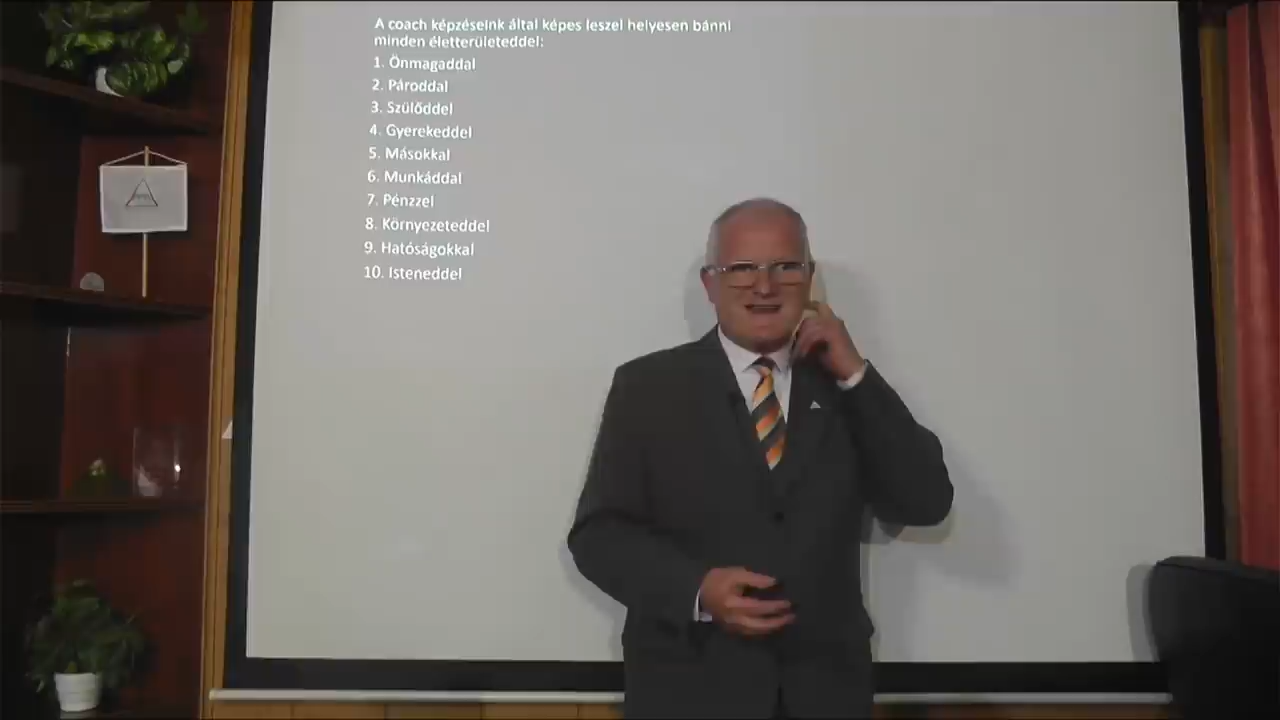 A coach képzéseink által képes leszel helyesen bánni
minden életterületeddel:
1. Önmagaddal
2. Pároddal
3. Szülőddel
4. Gyerekeddel
5. Másokkal
6. Munkáddal
7. Pénzzel
8. Környezeteddel
9. Hatóságokkal
10. Isteneddel